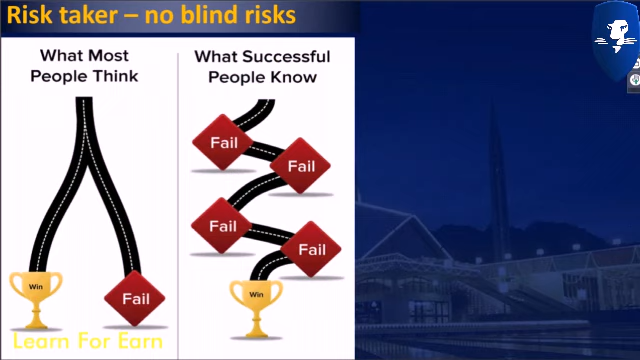 Risk taker – no blind risks
What Most
People Think
Win
Fail
What Successful
People Know
Fail
Fail
Fail
Fail
Win
Learn For Earn